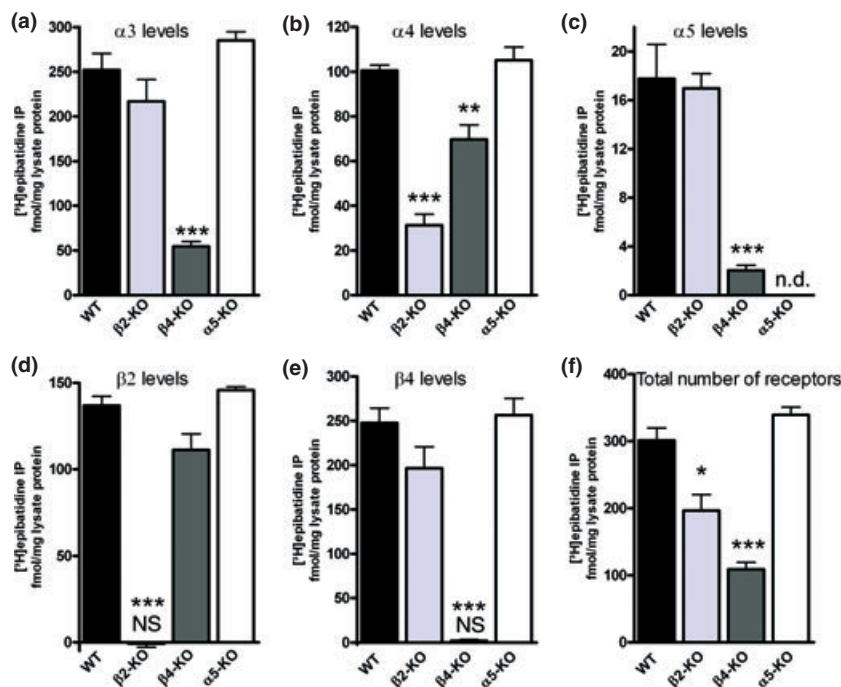 (a) α3 levels
[³H]epibatidine IP
fmol/mg lysate protein
300
250
200
150
100
50
0
***
WT
β2-KO
β4-KO
α5-KO
(b) α4 levels
[³H]epibatidine IP
fmol/mg lysate protein
120
100
80
60
40
20
0
***
**
WT
β2-KO
β4-KO
α5-KO
(c) α5 levels
[³H]epibatidine IP
fmol/mg lysate protein
20
16
12
8
4
0
***
n.d.
WT
β2-KO
β4-KO
α5-KO
(d) β2 levels
[³H]epibatidine IP
fmol/mg lysate protein
150
100
50
0
***
NS
WT
β2-KO
β4-KO
α5-KO
(e) β4 levels
[³H]epibatidine IP
fmol/mg lysate protein
300
250
200
150
100
50
0
***
NS
WT
β2-KO
β4-KO
α5-KO
(f) Total number of receptors
[³H]epibatidine IP
fmol/mg lysate protein
400
300
200
100
0
*
***
WT
β2-KO
β4-KO
α5-KO